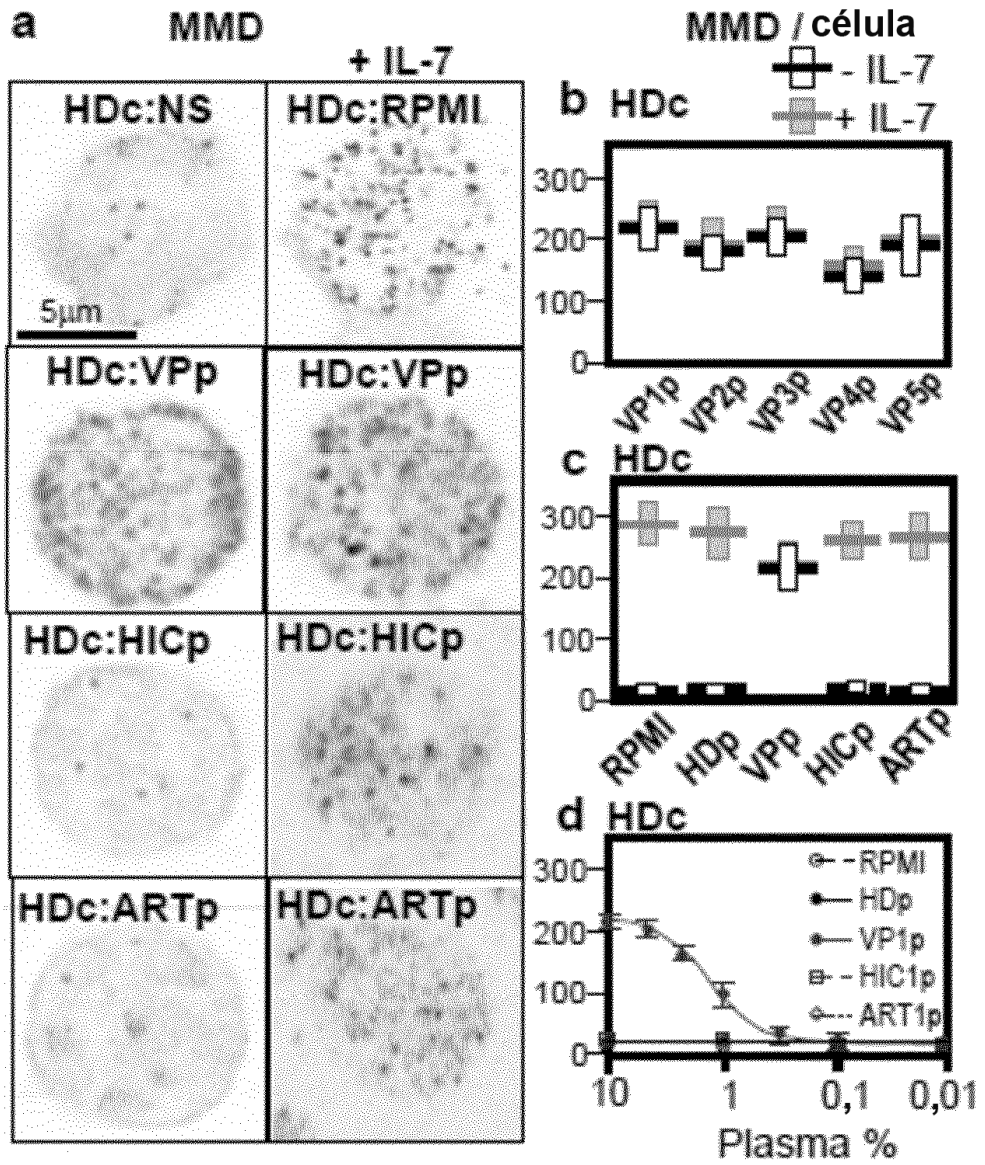 a MMD
+ IL-7
HDc:NS
HDc:RPMI
5µm
HDc:VPp
HDc:VPp
HDc:HICp
HDc:HICp
HDc:ARTp
HDc:ARTp
MMD / célula
- IL-7
+ IL-7
b HDc
300
200
100
0
VP1p
VP2p
VP3p
VP4p
VP5p
c HDc
300
200
100
0
RPMI
HDp
VPp
HICp
ARTp
d HDc
300
200
100
0
RPMI
HDp
VP1p
HIC1p
ART1p
10 1 0,1 0,01
Plasma %